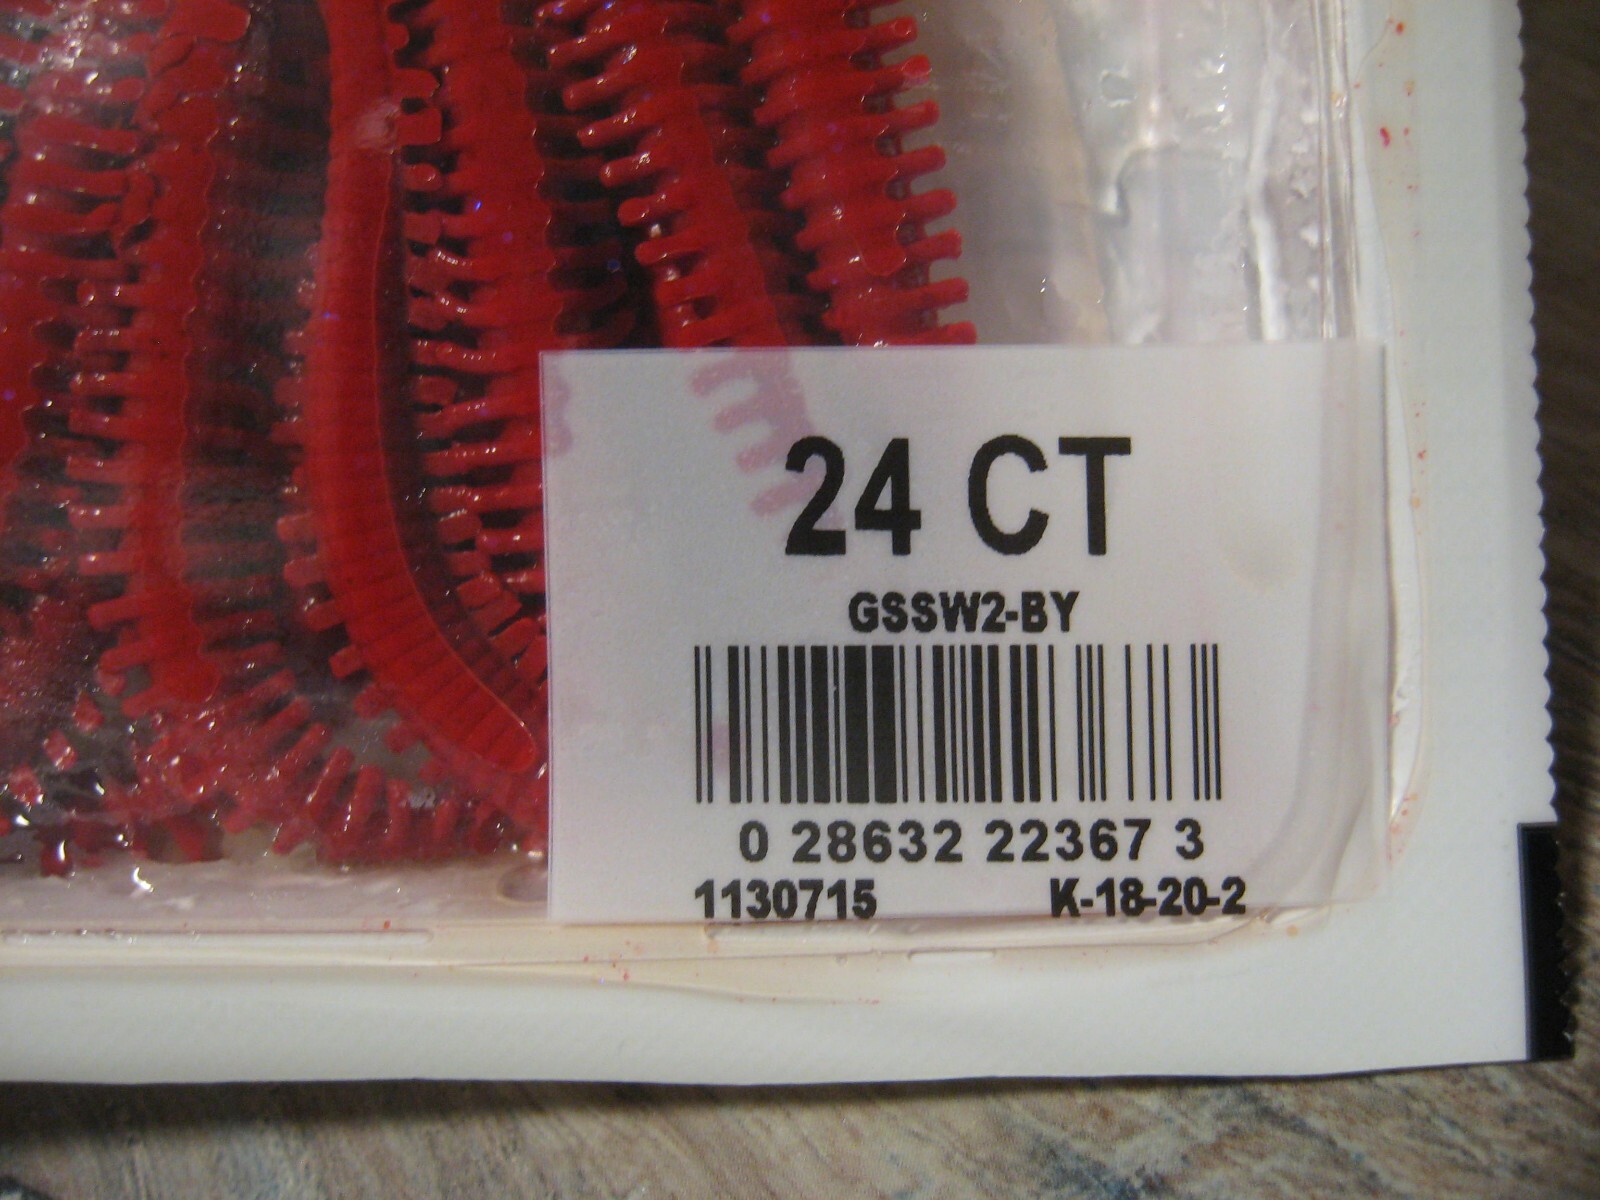 24 CT
GSSW2-BY
0 28632 22367 3
1130715 K-18-20-2